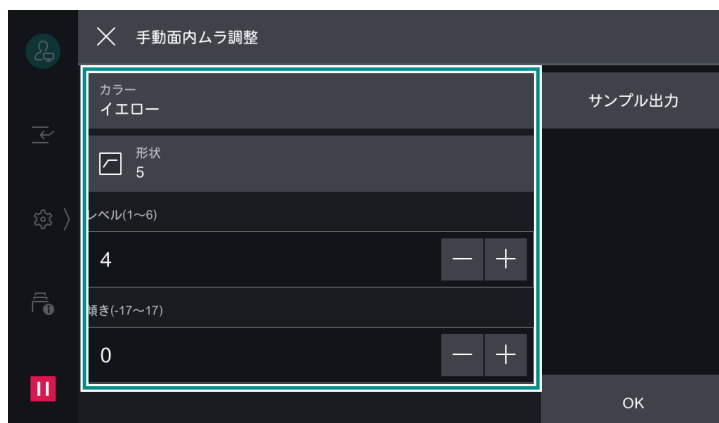 手動面内ムラ調整
カラー
イエロー
サンプル出力
形状
5
レベル(1～6)
4
傾き(-17～17)
0
OK